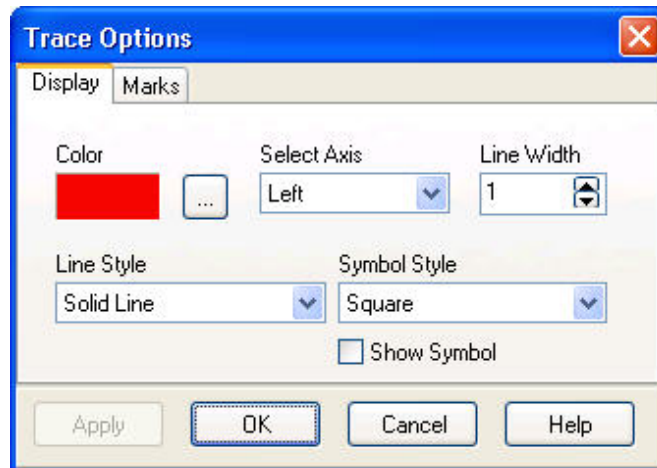 Trace Options
Display Marks
Color Select Axis Line Width
... Left 1
Line Style Symbol Style
Solid Line Square
Show Symbol
Apply OK Cancel Help